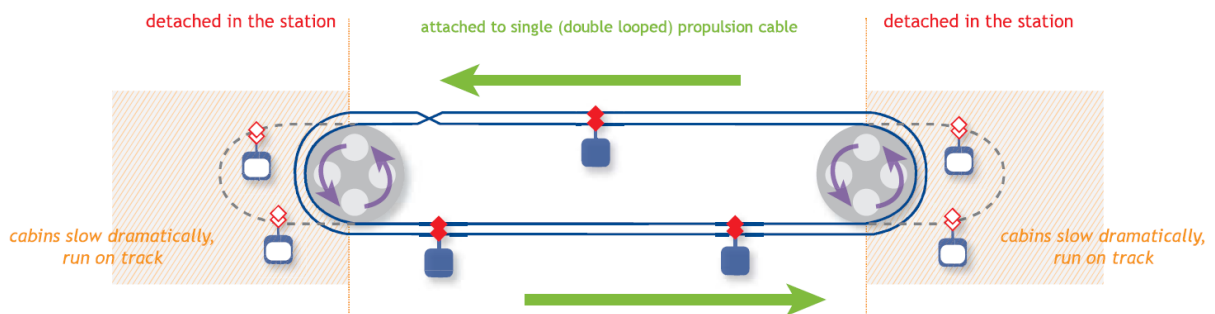 detached in the station
attached to single (double looped) propulsion cable
detached in the station
cabins slow dramatically,
run on track
cabins slow dramatically,
run on track